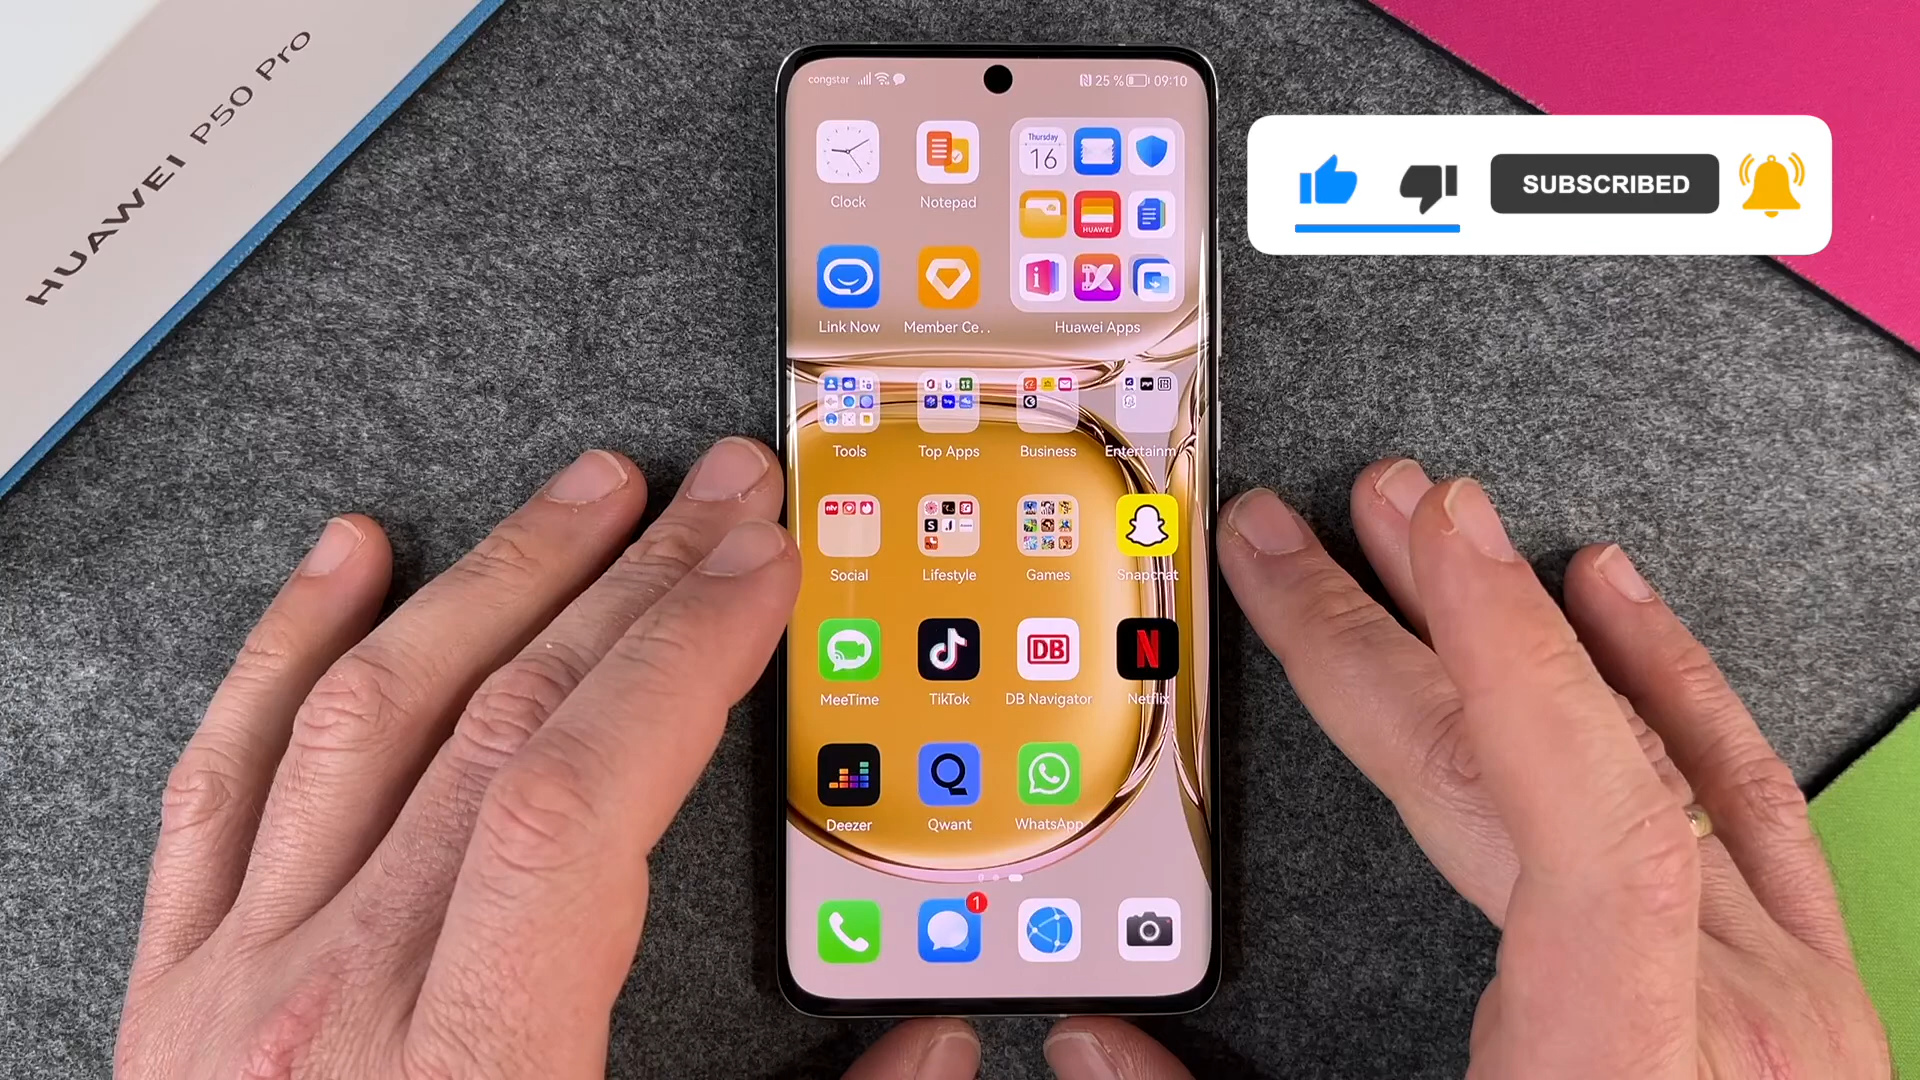 HUAWEI P50 Pro
congstar
25 % 09:10
Thursday
16
HUAWEI
Clock
Notepad
Link Now
Member Ce..
Huawei Apps
Tools
Top Apps
Business
Entertainm
Social
Lifestyle
Games
Snapchat
MeeTime
TikTok
DB
DB Navigator
N
Netflix
Deezer
Qwant
WhatsApp
1
SUBSCRIBED